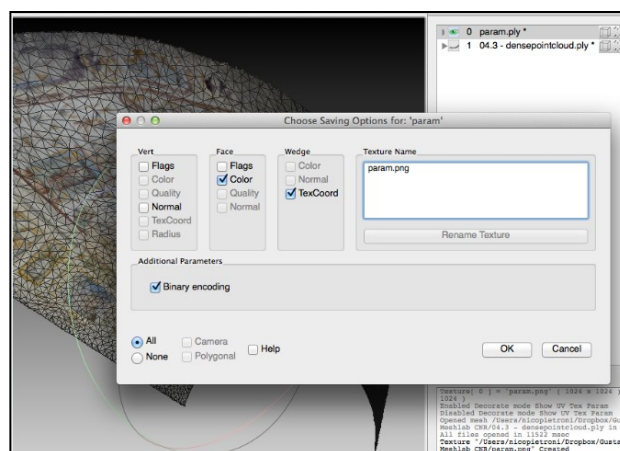 0 param.ply *
1 04.3 - densepointcloud.ply *
Choose Saving Options for: 'param'
Vert
Flags
Color
Quality
Normal
TexCoord
Radius
Face
Flags
Color
Quality
Normal
Wedge
Color
Normal
TexCoord
Texture Name
param.png
Rename Texture
Additional Parameters
Binary encoding
All
None
Camera
Polygonal
Help
OK
Cancel
Texture[ 0 ] = 'param.png' ( 1024 x 1024 )
1024 )
Enabled Decorate mode Show UV Tex Param
Disabled Decorate mode Show UV Tex Param
Opened mesh /Users/nicopietroni/Dropbox/Gusta
Meshlab CNR/04.3 - densepointcloud.ply in
All files opened in 11522 msec
Texture "/Users/nicopietroni/Dropbox/Gusta
Meshlab CNR/param.png" Created